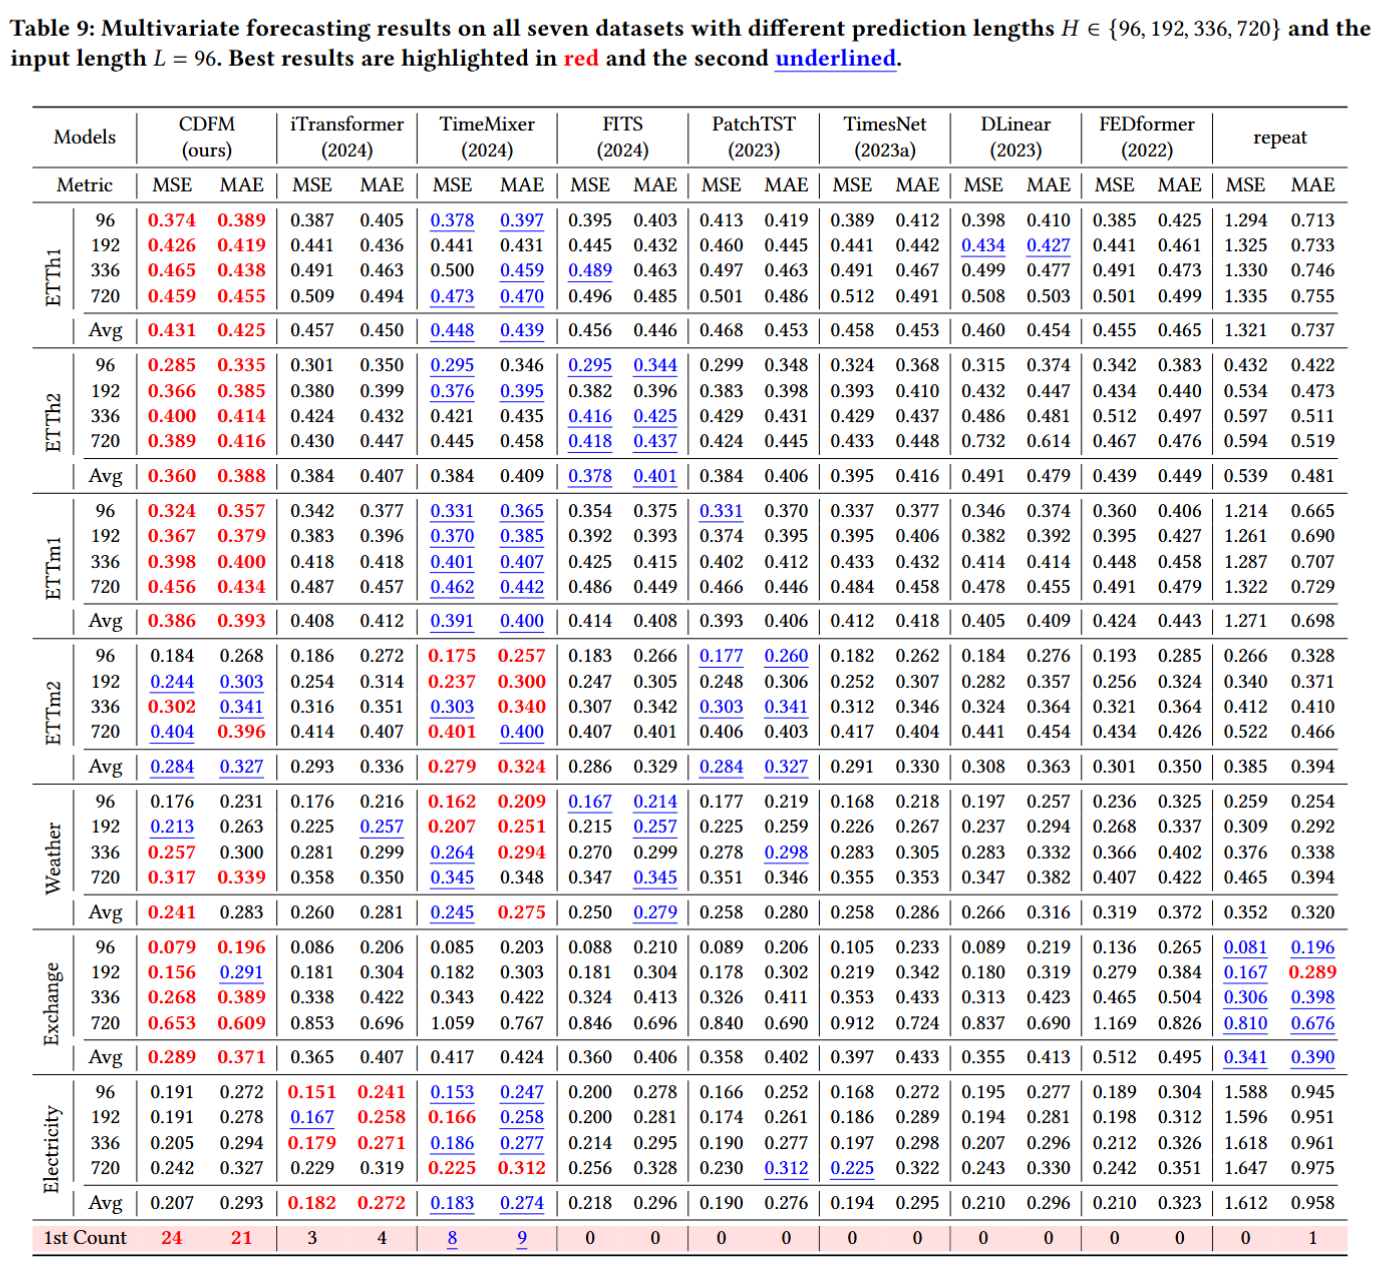 Table 9: Multivariate forecasting results on all seven datasets with different prediction lengths H ∈ {96, 192, 336, 720} and the
input length L = 96. Best results are highlighted in red and the second underlined.
Models CDFM (ours) iTransformer (2024) TimeMixer (2024) FITS (2024) PatchTST (2023) TimesNet (2023a) DLinear (2023) FEDformer (2022) repeat
Metric MSE MAE MSE MAE MSE MAE MSE MAE MSE MAE MSE MAE MSE MAE MSE MAE MSE MAE
ETTh1
96 0.374 0.389 0.387 0.405 0.378 0.397 0.395 0.403 0.413 0.419 0.389 0.412 0.398 0.410 0.385 0.425 1.294 0.713
192 0.426 0.419 0.441 0.436 0.441 0.431 0.445 0.432 0.460 0.445 0.441 0.442 0.434 0.427 0.441 0.461 1.325 0.733
336 0.465 0.438 0.491 0.463 0.500 0.459 0.489 0.463 0.497 0.463 0.491 0.467 0.499 0.477 0.491 0.473 1.330 0.746
720 0.459 0.455 0.509 0.494 0.473 0.470 0.496 0.485 0.501 0.486 0.512 0.491 0.508 0.503 0.501 0.499 1.335 0.755
Avg 0.431 0.425 0.457 0.450 0.448 0.439 0.456 0.446 0.468 0.453 0.458 0.453 0.460 0.454 0.455 0.465 1.321 0.737
ETTh2
96 0.285 0.335 0.301 0.350 0.295 0.346 0.295 0.344 0.299 0.348 0.324 0.368 0.315 0.374 0.342 0.383 0.432 0.422
192 0.366 0.385 0.380 0.399 0.376 0.395 0.382 0.396 0.383 0.398 0.393 0.410 0.432 0.447 0.434 0.440 0.534 0.473
336 0.400 0.414 0.424 0.432 0.421 0.435 0.416 0.425 0.429 0.431 0.429 0.437 0.486 0.481 0.512 0.497 0.597 0.511
720 0.389 0.416 0.430 0.447 0.445 0.458 0.418 0.437 0.424 0.445 0.433 0.448 0.732 0.614 0.467 0.476 0.594 0.519
Avg 0.360 0.388 0.384 0.407 0.384 0.409 0.378 0.401 0.384 0.406 0.395 0.416 0.491 0.479 0.439 0.449 0.539 0.481
ETTm1
96 0.324 0.357 0.342 0.377 0.331 0.365 0.354 0.375 0.331 0.370 0.337 0.377 0.346 0.374 0.360 0.406 1.214 0.665
192 0.367 0.379 0.383 0.396 0.370 0.385 0.392 0.393 0.374 0.395 0.395 0.406 0.382 0.392 0.395 0.427 1.261 0.690
336 0.398 0.400 0.418 0.418 0.401 0.407 0.425 0.415 0.402 0.412 0.433 0.432 0.414 0.414 0.448 0.458 1.287 0.707
720 0.456 0.434 0.487 0.457 0.462 0.442 0.486 0.449 0.466 0.446 0.484 0.458 0.478 0.455 0.491 0.479 1.322 0.729
Avg 0.386 0.393 0.408 0.412 0.391 0.400 0.414 0.408 0.393 0.406 0.412 0.418 0.405 0.409 0.424 0.443 1.271 0.698
ETTm2
96 0.184 0.268 0.186 0.272 0.175 0.257 0.183 0.266 0.177 0.260 0.182 0.262 0.184 0.276 0.193 0.285 0.266 0.328
192 0.244 0.303 0.254 0.314 0.237 0.300 0.247 0.305 0.248 0.306 0.252 0.307 0.282 0.357 0.256 0.324 0.340 0.371
336 0.302 0.341 0.316 0.351 0.303 0.340 0.307 0.342 0.303 0.341 0.312 0.346 0.324 0.364 0.321 0.364 0.412 0.410
720 0.404 0.396 0.414 0.407 0.401 0.400 0.407 0.401 0.406 0.403 0.417 0.404 0.441 0.454 0.434 0.426 0.522 0.466
Avg 0.284 0.327 0.293 0.336 0.279 0.324 0.286 0.329 0.284 0.327 0.291 0.330 0.308 0.363 0.301 0.350 0.385 0.394
Weather
96 0.176 0.231 0.176 0.216 0.162 0.209 0.167 0.214 0.177 0.219 0.168 0.218 0.197 0.257 0.236 0.325 0.259 0.254
192 0.213 0.263 0.225 0.257 0.207 0.251 0.215 0.257 0.225 0.259 0.226 0.267 0.237 0.294 0.268 0.337 0.309 0.292
336 0.257 0.300 0.281 0.299 0.264 0.294 0.270 0.299 0.278 0.298 0.283 0.305 0.283 0.332 0.366 0.402 0.376 0.338
720 0.317 0.339 0.358 0.350 0.345 0.348 0.347 0.345 0.351 0.346 0.355 0.353 0.347 0.382 0.407 0.422 0.465 0.394
Avg 0.241 0.283 0.260 0.281 0.245 0.275 0.250 0.279 0.258 0.280 0.258 0.286 0.266 0.316 0.319 0.372 0.352 0.320
Exchange
96 0.079 0.196 0.086 0.206 0.085 0.203 0.088 0.210 0.089 0.206 0.105 0.233 0.089 0.219 0.136 0.265 0.081 0.196
192 0.156 0.291 0.181 0.304 0.182 0.303 0.181 0.304 0.178 0.302 0.219 0.342 0.180 0.319 0.279 0.384 0.167 0.289
336 0.268 0.389 0.338 0.422 0.343 0.422 0.324 0.413 0.326 0.411 0.353 0.433 0.313 0.423 0.465 0.504 0.306 0.398
720 0.653 0.609 0.853 0.696 1.059 0.767 0.846 0.696 0.840 0.690 0.912 0.724 0.837 0.690 1.169 0.826 0.810 0.676
Avg 0.289 0.371 0.365 0.407 0.417 0.424 0.360 0.406 0.358 0.402 0.397 0.433 0.355 0.413 0.512 0.495 0.341 0.390
Electricity
96 0.191 0.272 0.151 0.241 0.153 0.247 0.200 0.278 0.166 0.252 0.168 0.272 0.195 0.277 0.189 0.304 1.588 0.945
192 0.191 0.278 0.167 0.258 0.166 0.258 0.200 0.281 0.174 0.261 0.186 0.289 0.194 0.281 0.198 0.312 1.596 0.951
336 0.205 0.294 0.179 0.271 0.186 0.277 0.214 0.295 0.190 0.277 0.197 0.298 0.207 0.296 0.212 0.326 1.618 0.961
720 0.242 0.327 0.229 0.319 0.225 0.312 0.256 0.328 0.230 0.312 0.225 0.322 0.243 0.330 0.242 0.351 1.647 0.975
Avg 0.207 0.293 0.182 0.272 0.183 0.274 0.218 0.296 0.190 0.276 0.194 0.295 0.210 0.296 0.210 0.323 1.612 0.958
1st Count 24 21 3 4 8 9 0 0 0 0 0 0 0 0 0 0 0 1